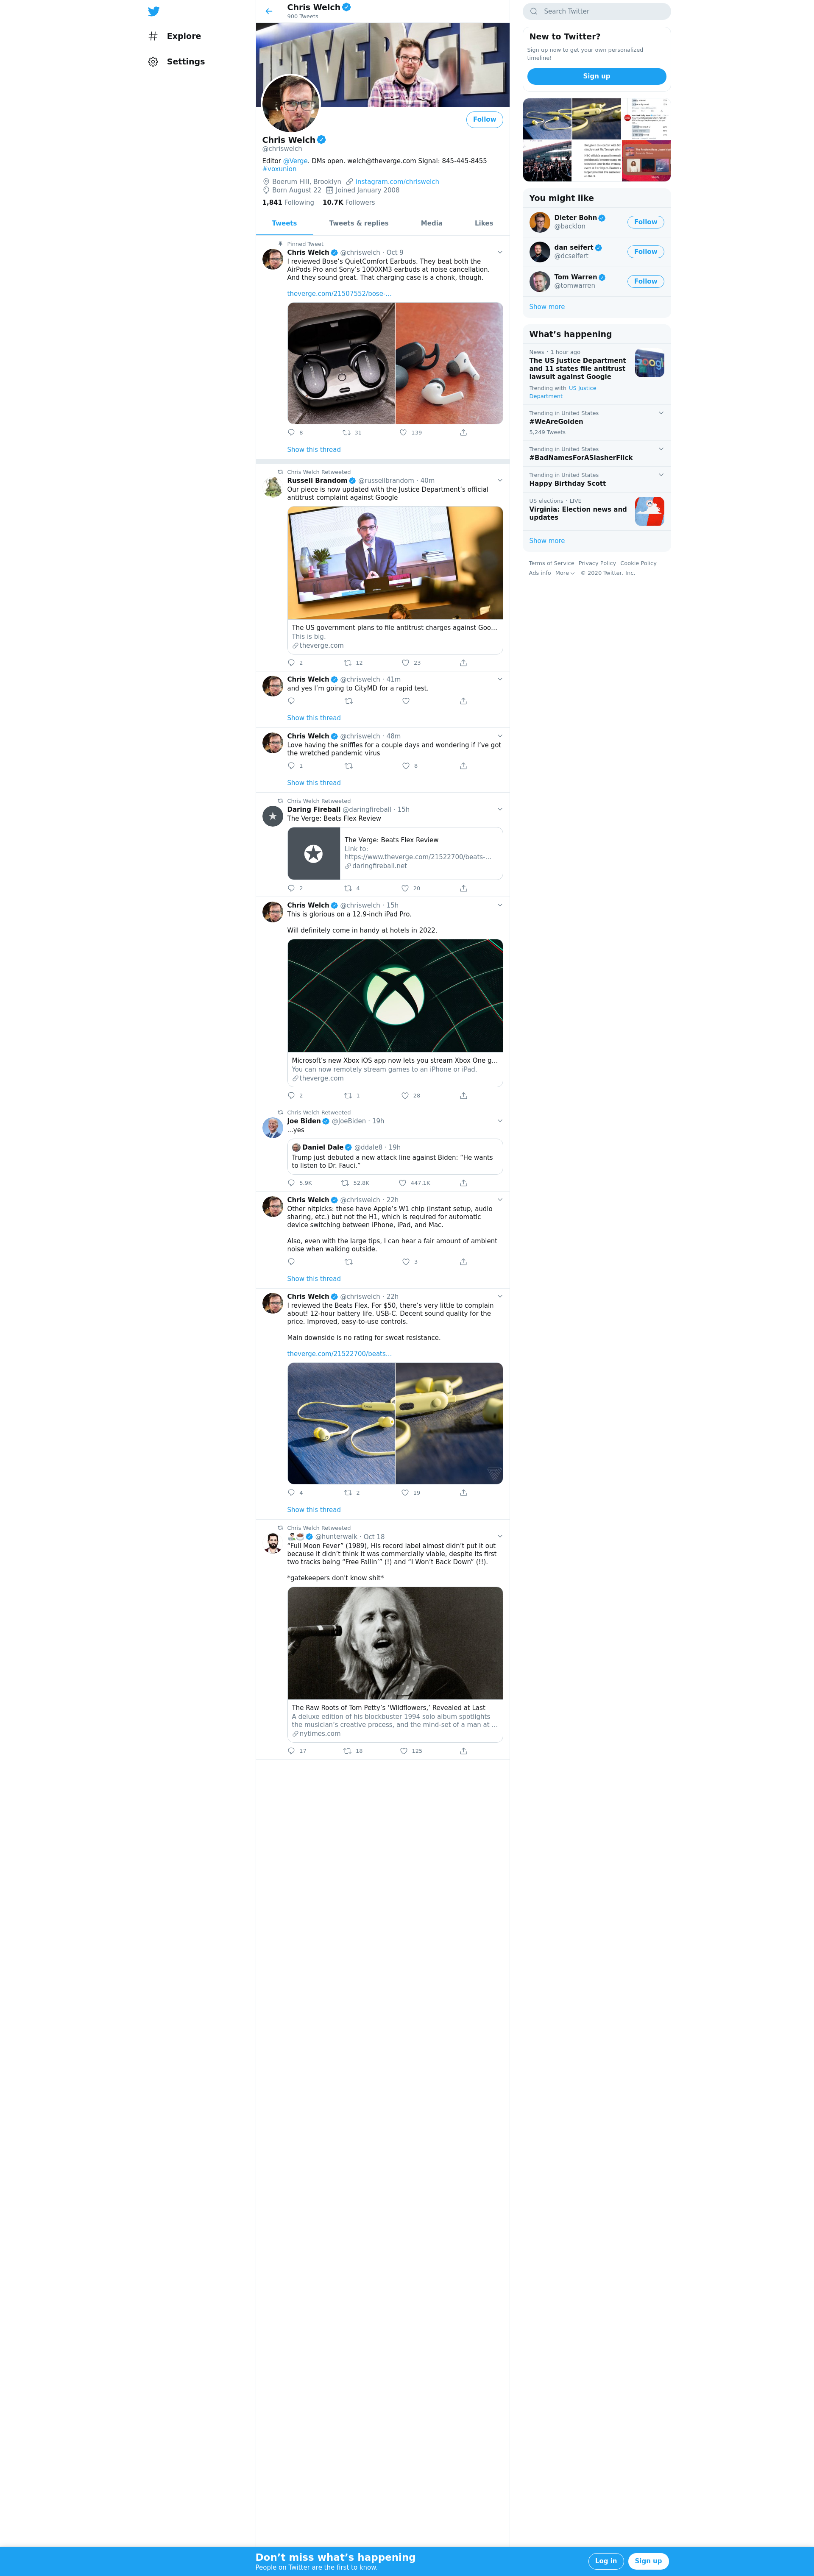 Explore
Settings
Chris Welch
900 Tweets
Follow
Chris Welch
@chriswelch
Editor @Verge. DMs open. welch@theverge.com Signal: 845-445-8455
#voxunion
Boerum Hill, Brooklyn instagram.com/chriswelch
Born August 22 Joined January 2008
1,841 Following 10.7K Followers
Tweets Tweets & replies Media Likes
Pinned Tweet
Chris Welch @chriswelch · Oct 9
I reviewed Bose’s QuietComfort Earbuds. They beat both the
AirPods Pro and Sony’s 1000XM3 earbuds at noise cancellation.
And they sound great. That charging case is a chonk, though.
theverge.com/21507552/bose-…
8 31 139
Show this thread
Chris Welch Retweeted
Russell Brandom @russellbrandom · 40m
Our piece is now updated with the Justice Department’s official
antitrust complaint against Google
The US government plans to file antitrust charges against Goo…
This is big.
theverge.com
2 12 23
Chris Welch @chriswelch · 41m
and yes I’m going to CityMD for a rapid test.
Show this thread
Chris Welch @chriswelch · 48m
Love having the sniffles for a couple days and wondering if I’ve got
the wretched pandemic virus
1 8
Show this thread
Chris Welch Retweeted
Daring Fireball @daringfireball · 15h
The Verge: Beats Flex Review
The Verge: Beats Flex Review
Link to:
https://www.theverge.com/21522700/beats-…
daringfireball.net
2 4 20
Chris Welch @chriswelch · 15h
This is glorious on a 12.9-inch iPad Pro.
Will definitely come in handy at hotels in 2022.
Microsoft’s new Xbox iOS app now lets you stream Xbox One g…
You can now remotely stream games to an iPhone or iPad.
theverge.com
2 1 28
Chris Welch Retweeted
Joe Biden @JoeBiden · 19h
…yes
Daniel Dale @ddale8 · 19h
Trump just debuted a new attack line against Biden: “He wants
to listen to Dr. Fauci.”
5.9K 52.8K 447.1K
Chris Welch @chriswelch · 22h
Other nitpicks: these have Apple’s W1 chip (instant setup, audio
sharing, etc.) but not the H1, which is required for automatic
device switching between iPhone, iPad, and Mac.
Also, even with the large tips, I can hear a fair amount of ambient
noise when walking outside.
3
Show this thread
Chris Welch @chriswelch · 22h
I reviewed the Beats Flex. For $50, there’s very little to complain
about! 12-hour battery life. USB-C. Decent sound quality for the
price. Improved, easy-to-use controls.
Main downside is no rating for sweat resistance.
theverge.com/21522700/beats…
4 2 19
Show this thread
Chris Welch Retweeted
@hunterwalk · Oct 18
“Full Moon Fever” (1989), His record label almost didn’t put it out
because it didn’t think it was commercially viable, despite its first
two tracks being “Free Fallin’” (!) and “I Won’t Back Down” (!!).
*gatekeepers don’t know shit*
The Raw Roots of Tom Petty’s ‘Wildflowers,’ Revealed at Last
A deluxe edition of his blockbuster 1994 solo album spotlights
the musician’s creative process, and the mind-set of a man at …
nytimes.com
17 18 125
Search Twitter
New to Twitter?
Sign up now to get your own personalized
timeline!
Sign up
You might like
Dieter Bohn
@backlon
Follow
dan seifert
@dcseifert
Follow
Tom Warren
@tomwarren
Follow
Show more
What’s happening
News · 1 hour ago
The US Justice Department
and 11 states file antitrust
lawsuit against Google
Trending with US Justice
Department
Trending in United States
#WeAreGolden
5,249 Tweets
Trending in United States
#BadNamesForASlasherFlick
Trending in United States
Happy Birthday Scott
US elections · LIVE
Virginia: Election news and
updates
Show more
Terms of Service Privacy Policy Cookie Policy
Ads info More © 2020 Twitter, Inc.
Don’t miss what’s happening
People on Twitter are the first to know.
Log in
Sign up